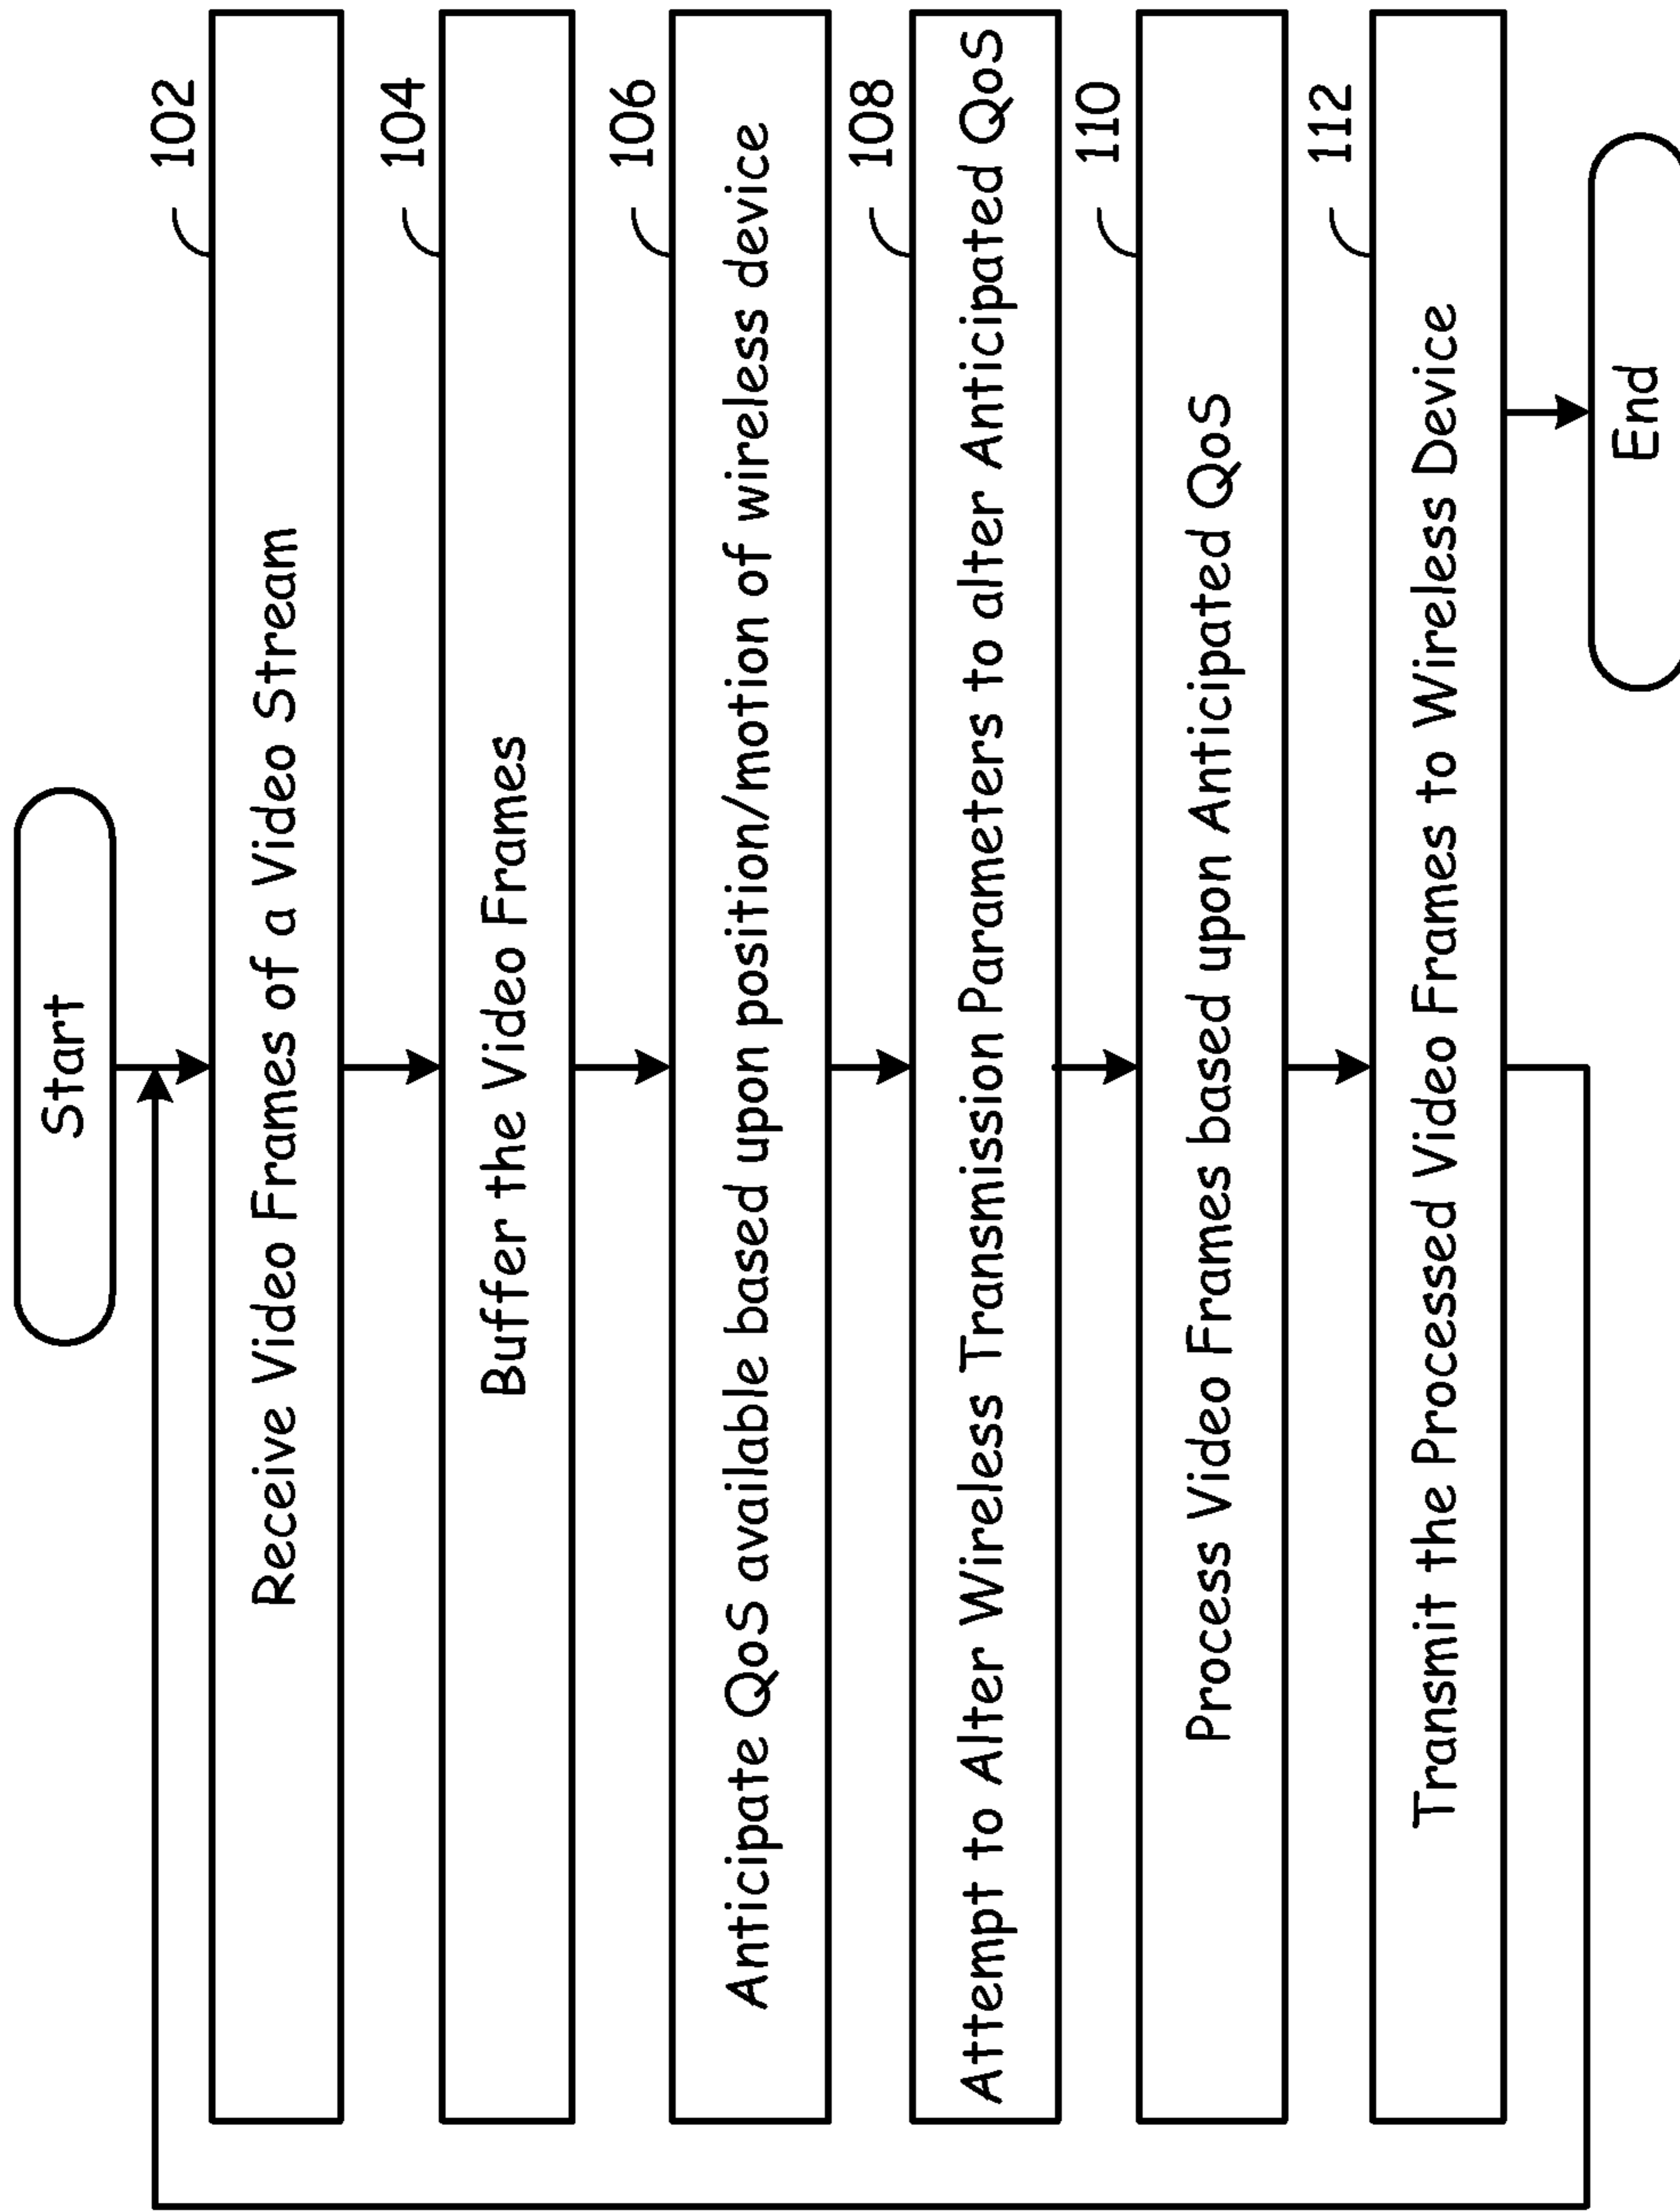 Start
102
Receive Video Frames of a Video Stream
104
Buffer the Video Frames
106
Anticipate QoS available based upon position/motion of wireless device
108
Attempt to Alter Wireless Transmission Parameters to alter Anticipated QoS
110
Process Video Frames based upon Anticipated QoS
112
Transmit the Processed Video Frames to Wireless Device
End